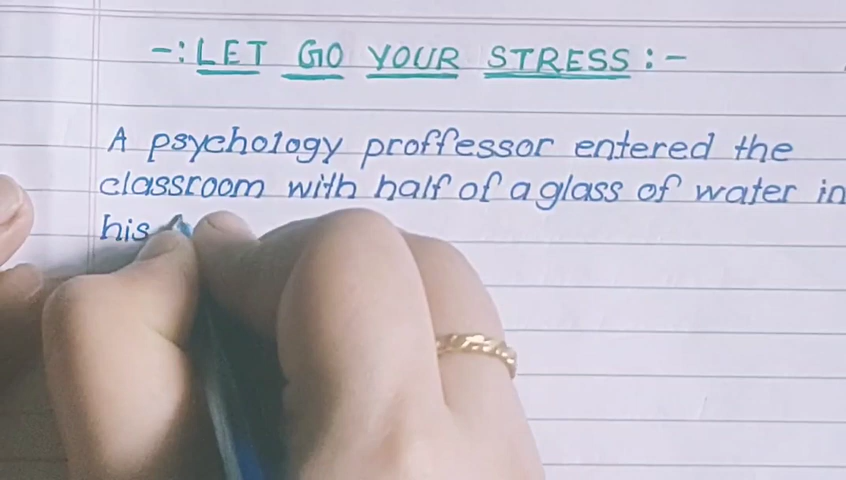 -: LET GO YOUR STRESS :-
A psychology proffessor entered the
classroom with half of a glass of water in
his